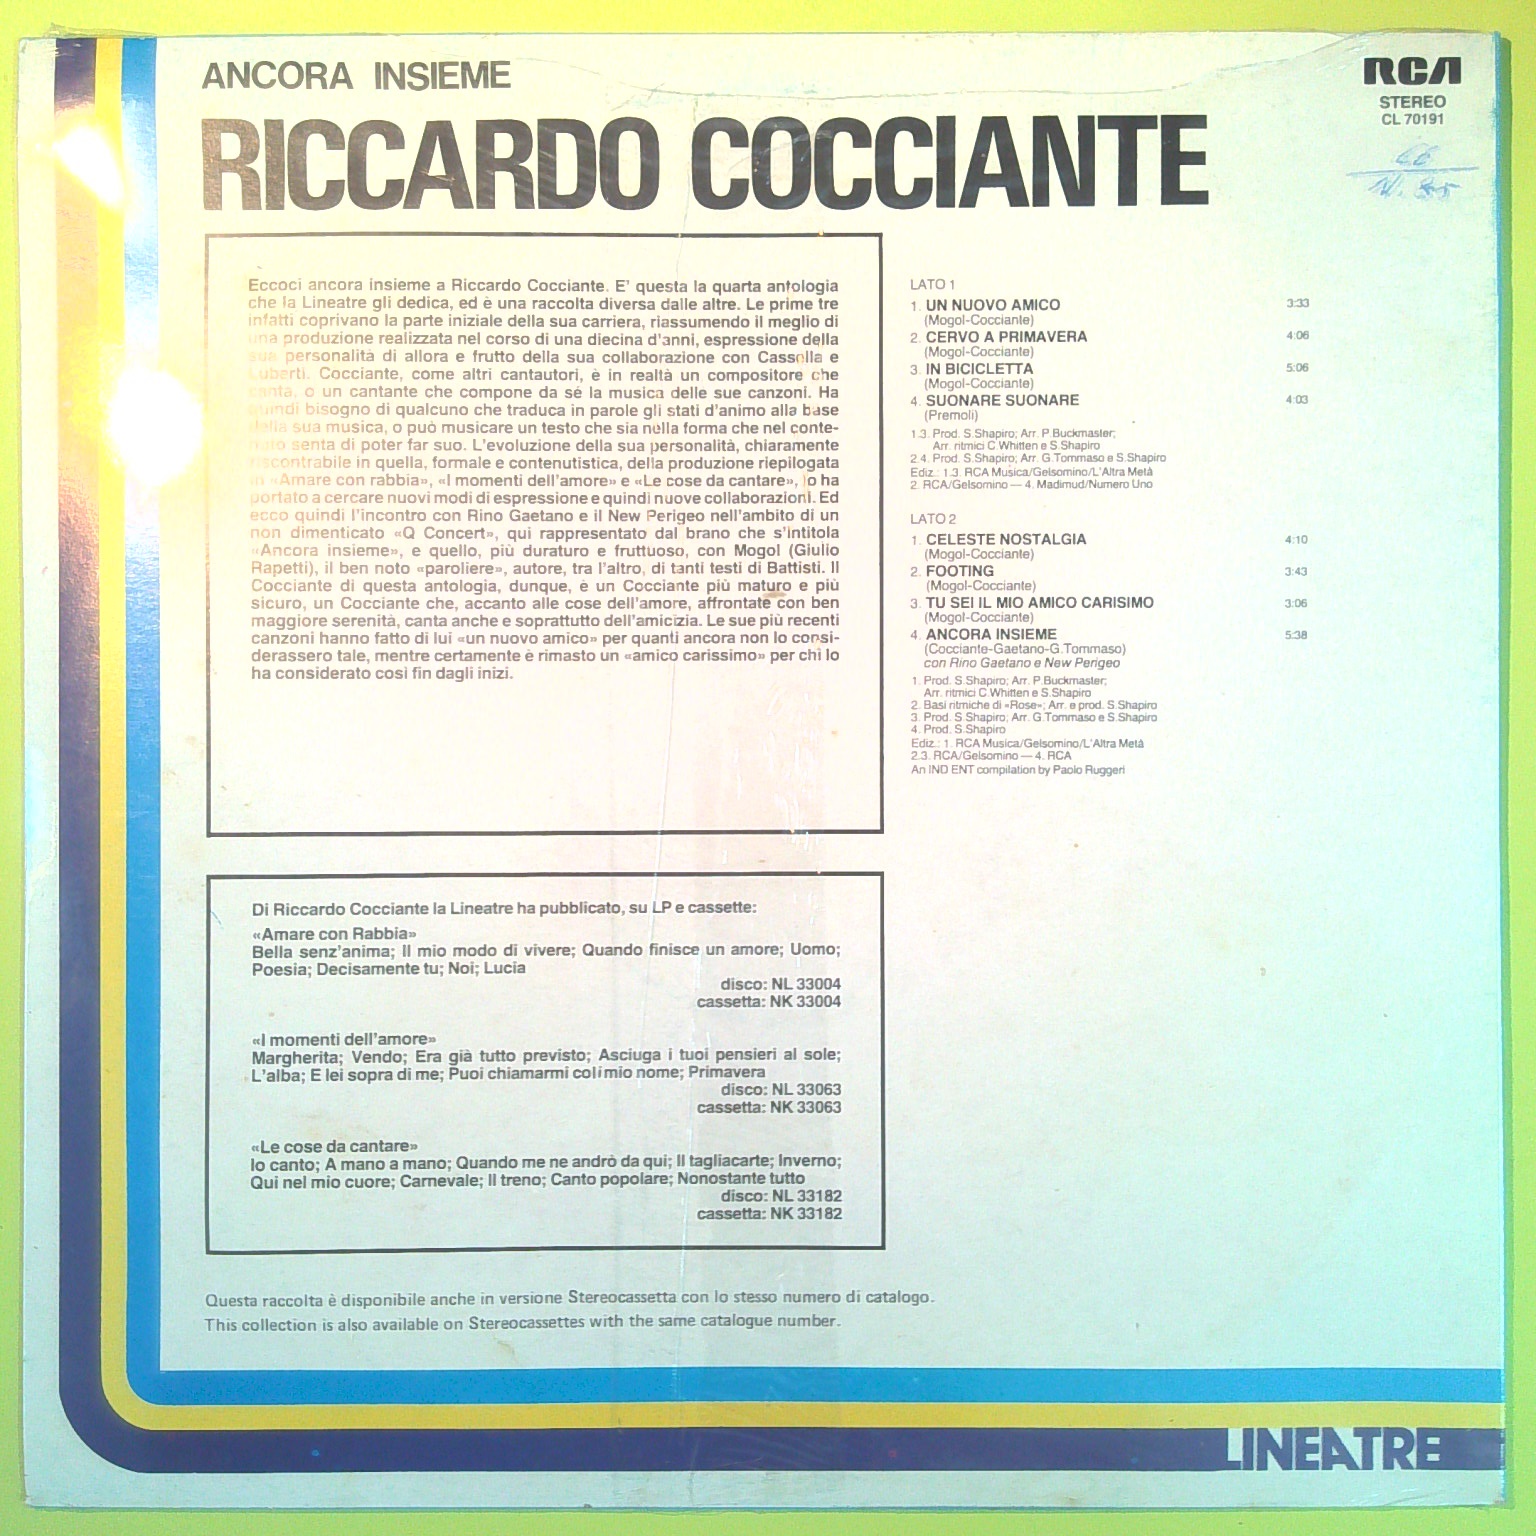 ANCORA INSIEME
RICCARDO COCCIANTE
RCA
STEREO
CL 70191
Eccoci ancora insieme a Riccardo Cocciante. E' questa la quarta antologia
che la Lineatre gli dedica, ed è una raccolta diversa dalle altre. Le prime tre
infatti coprivano la parte iniziale della sua carriera, riassumendo il meglio di
una produzione realizzata nel corso di una diecina d'anni, espressione della
sua personalità di allora e frutto della sua collaborazione con Cassella e
Luberti. Cocciante, come altri cantautori, è in realtà un compositore che
canta, o un cantante che compone da sé la musica delle sue canzoni. Ha
quindi bisogno di qualcuno che traduca in parole gli stati d'animo alla base
della sua musica, o può musicare un testo che sia nella forma che nel conte-
nuto senta di poter far suo. L'evoluzione della sua personalità, chiaramente
riscontrabile in quella, formale e contenutistica, della produzione riepilogata
in «Amare con rabbia», «I momenti dell'amore» e «Le cose da cantare», lo ha
portato a cercare nuovi modi di espressione e quindi nuove collaborazioni. Ed
ecco quindi l'incontro con Rino Gaetano e il New Perigeo nell'ambito di un
non dimenticato «Q Concert», qui rappresentato dal brano che s'intitola
«Ancora insieme», e quello, più duraturo e fruttuoso, con Mogol (Giulio
Rapetti), il ben noto «paroliere», autore, tra l'altro, di tanti testi di Battisti. Il
Cocciante di questa antologia, dunque, è un Cocciante più maturo e più
sicuro, un Cocciante che, accanto alle cose dell'amore, affrontate con ben
maggiore serenità, canta anche e soprattutto dell'amicizia. Le sue più recenti
canzoni hanno fatto di lui «un nuovo amico» per quanti ancora non lo consi-
derassero tale, mentre certamente è rimasto un «amico carissimo» per chi lo
ha considerato così fin dagli inizi.
LATO 1
1. UN NUOVO AMICO 3:33
(Mogol-Cocciante)
2. CERVO A PRIMAVERA 4:06
(Mogol-Cocciante)
3. IN BICICLETTA 5:06
(Mogol-Cocciante)
4. SUONARE SUONARE 4:03
(Premoli)
1.3. Prod. S.Shapiro; Arr. P.Buckmaster;
Arr. ritmici C.Whitten e S.Shapiro
2.4. Prod. S.Shapiro; Arr. G.Tommaso e S.Shapiro
Ediz.: 1.3. RCA Musica/Gelsomino/L'Altra Metà
2. RCA/Gelsomino — 4. Madimud/Numero Uno
LATO 2
1. CELESTE NOSTALGIA 4:10
(Mogol-Cocciante)
2. FOOTING 3:43
(Mogol-Cocciante)
3. TU SEI IL MIO AMICO CARISIMO 3:06
(Mogol-Cocciante)
4. ANCORA INSIEME 5:38
(Cocciante-Gaetano-G.Tommaso)
con Rino Gaetano e New Perigeo
1. Prod. S.Shapiro; Arr. P.Buckmaster;
Arr. ritmici C.Whitten e S.Shapiro
2. Basi ritmiche di «Rose»; Arr. e prod. S.Shapiro
3. Prod. S.Shapiro; Arr. G.Tommaso e S.Shapiro
4. Prod. S.Shapiro
Ediz.: 1. RCA Musica/Gelsomino/L'Altra Metà
2.3. RCA/Gelsomino — 4. RCA
An IND ENT compilation by Paolo Ruggeri
Di Riccardo Cocciante la Lineatre ha pubblicato, su LP e cassette:
«Amare con Rabbia»
Bella senz'anima; Il mio modo di vivere; Quando finisce un amore; Uomo;
Poesia; Decisamente tu; Noi; Lucia
disco: NL 33004
cassetta: NK 33004
«I momenti dell'amore»
Margherita; Vendo; Era già tutto previsto; Asciuga i tuoi pensieri al sole;
L'alba; E lei sopra di me; Puoi chiamarmi col mio nome; Primavera
disco: NL 33063
cassetta: NK 33063
«Le cose da cantare»
Io canto; A mano a mano; Quando me ne andrò da qui; Il tagliacarte; Inverno;
Qui nel mio cuore; Carnevale; Il treno; Canto popolare; Nonostante tutto
disco: NL 33182
cassetta: NK 33182
Questa raccolta è disponibile anche in versione Stereocassetta con lo stesso numero di catalogo.
This collection is also available on Stereocassettes with the same catalogue number.
LINEATRE